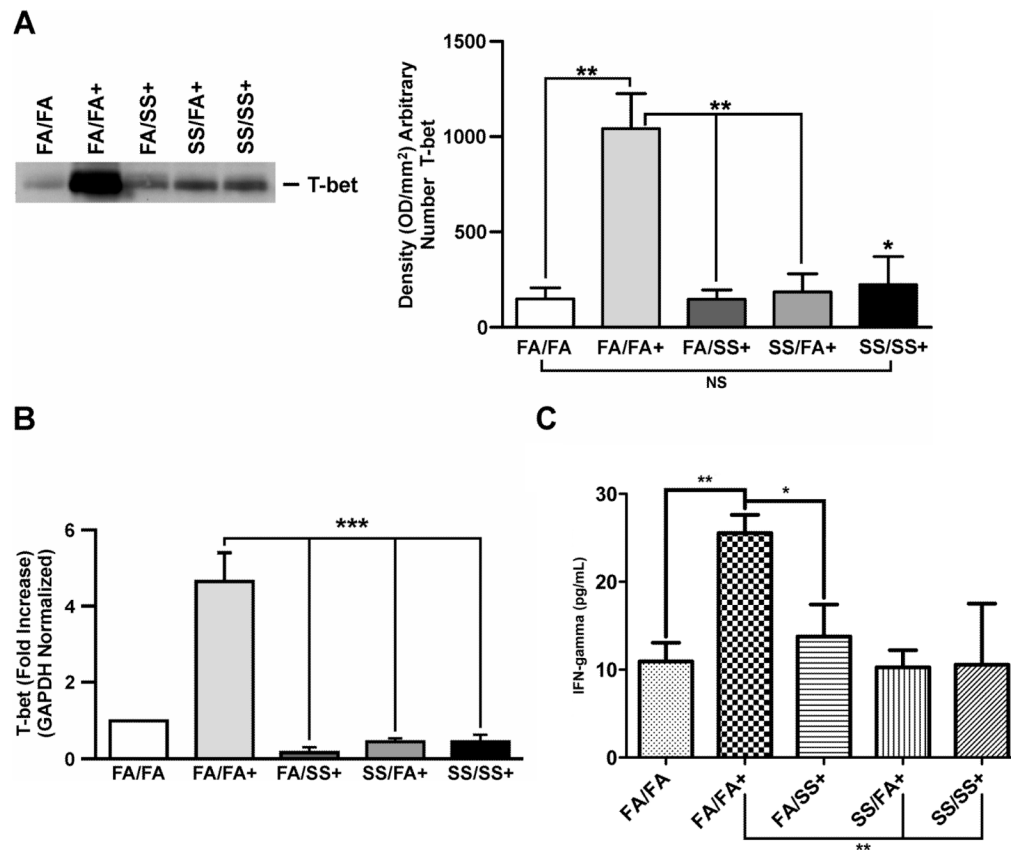 A
FA/FA
FA/FA+
FA/SS+
SS/FA+
SS/SS+
– T-bet
Density (OD/mm²) Arbitrary
Number T-bet
1500
1000
500
0
**
**
*
FA/FA FA/FA+ FA/SS+ SS/FA+ SS/SS+
NS
B
T-bet (Fold Increase)
(GAPDH Normalized)
6
4
2
0
***
FA/FA FA/FA+ FA/SS+ SS/FA+ SS/SS+
C
IFN-gamma (pg/mL)
30
20
10
0
**
*
FA/FA
FA/FA+
FA/SS+
SS/FA+
SS/SS+
**